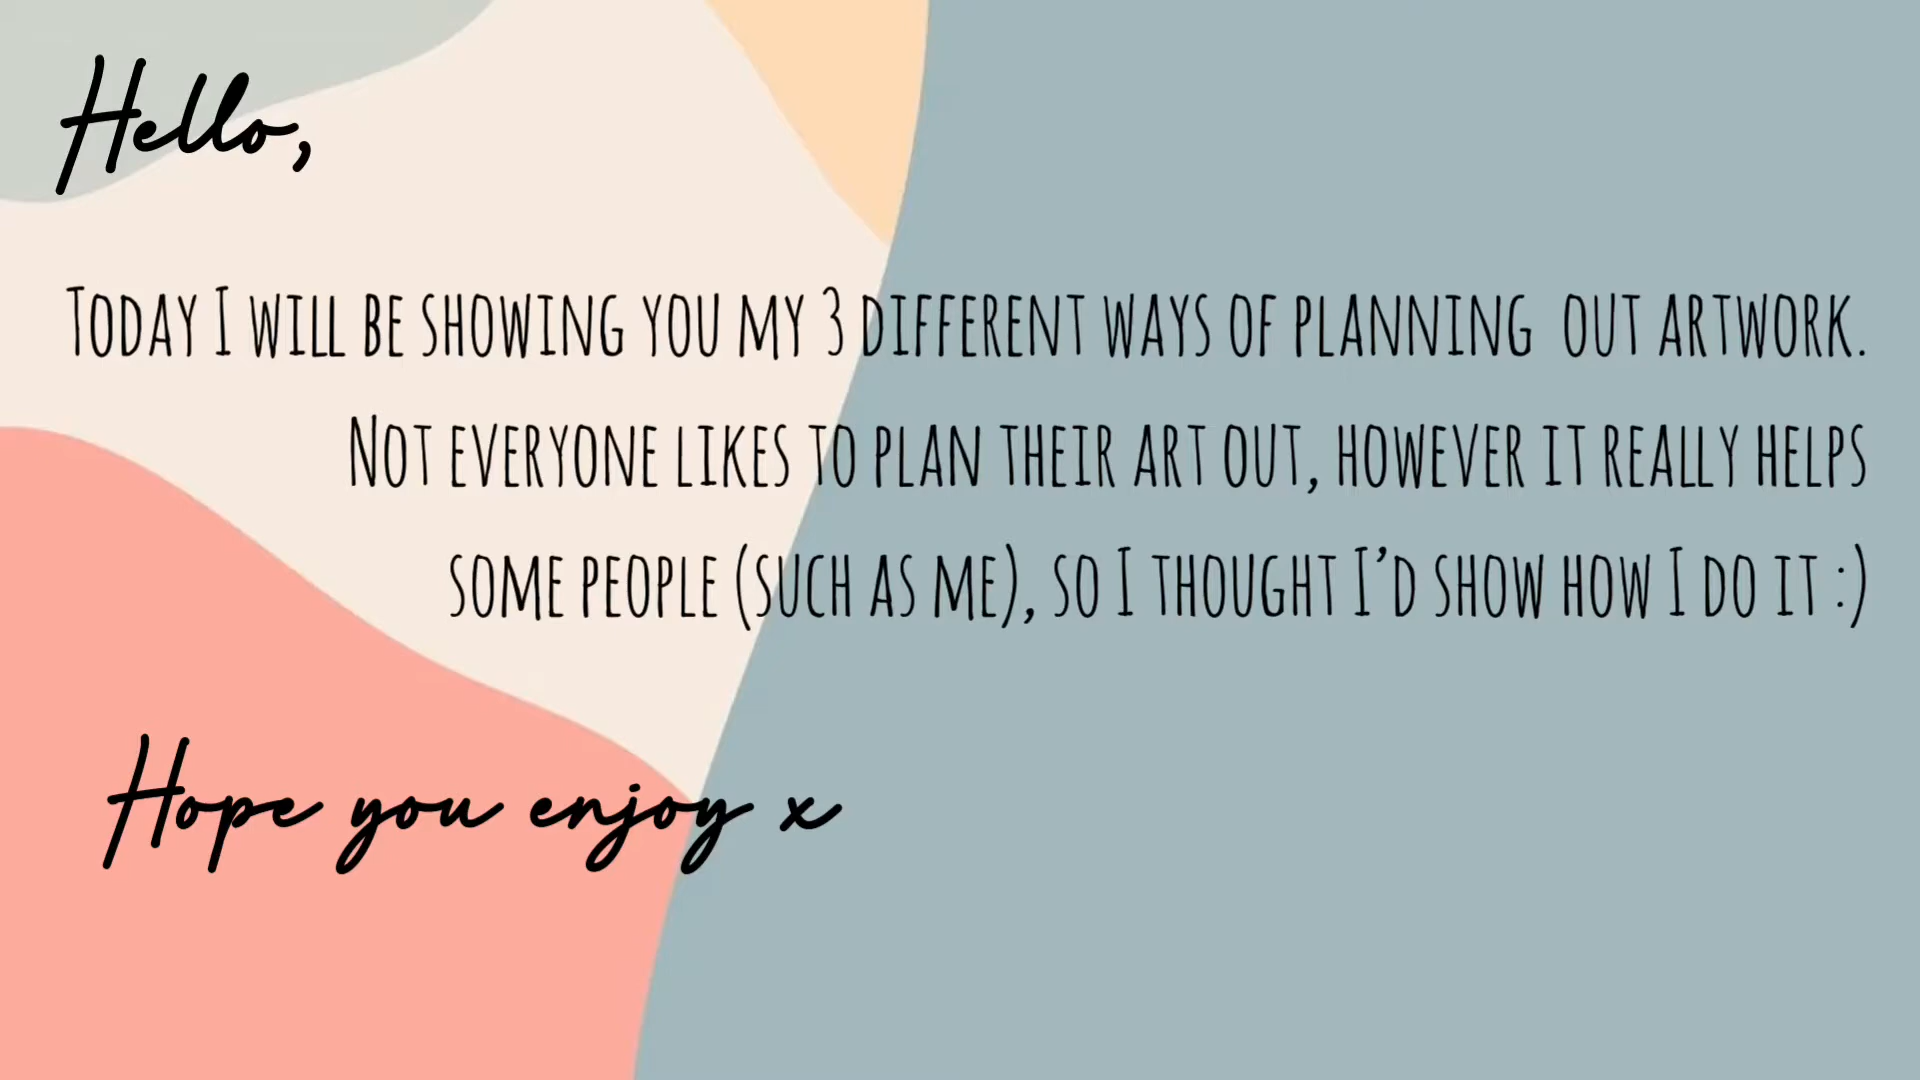 Hello,
Today I will be showing you my 3 different ways of planning out artwork.
Not everyone likes to plan their art out, however it really helps
some people (such as me), so I thought I'd show how I do it :)
Hope you enjoy x